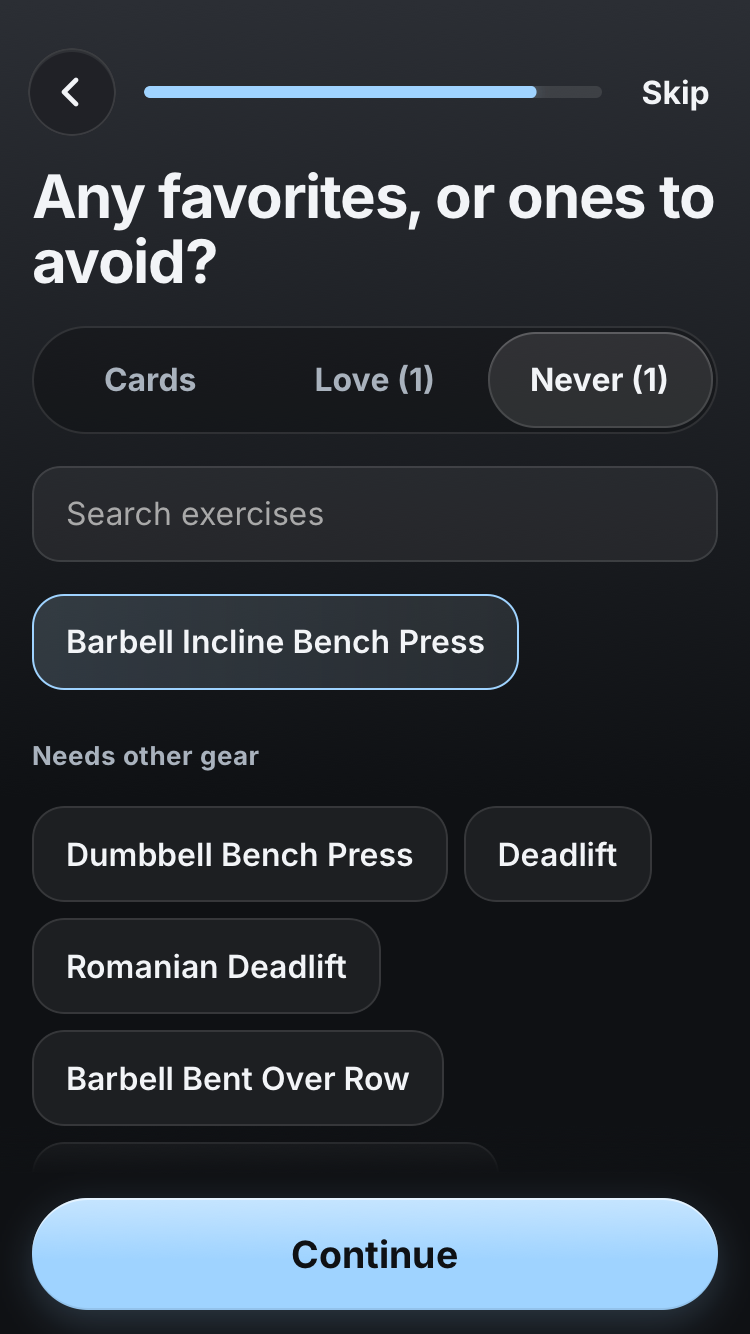 Skip
Any favorites, or ones to
avoid?
Cards
Love (1)
Never (1)
Search exercises
Barbell Incline Bench Press
Needs other gear
Dumbbell Bench Press
Deadlift
Romanian Deadlift
Barbell Bent Over Row
Continue